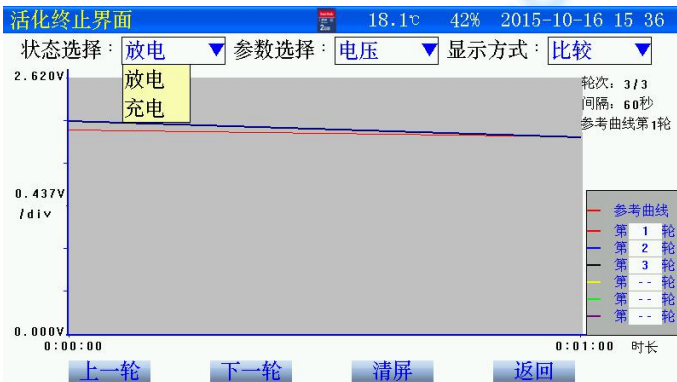 活化终止界面 18.1℃ 42% 2015-10-16 15 36
状态选择: 放电 参数选择: 电压 显示方式: 比较
放电
充电
2.620V
轮次: 3/3
间隔: 60秒
参考曲线第1轮
0.437V
/div
参考曲线
第 1 轮
第 2 轮
第 3 轮
第 -- 轮
第 -- 轮
第 -- 轮
0.000V
0:00:00 0:01:00 时长
上一轮 下一轮 清屏 返回